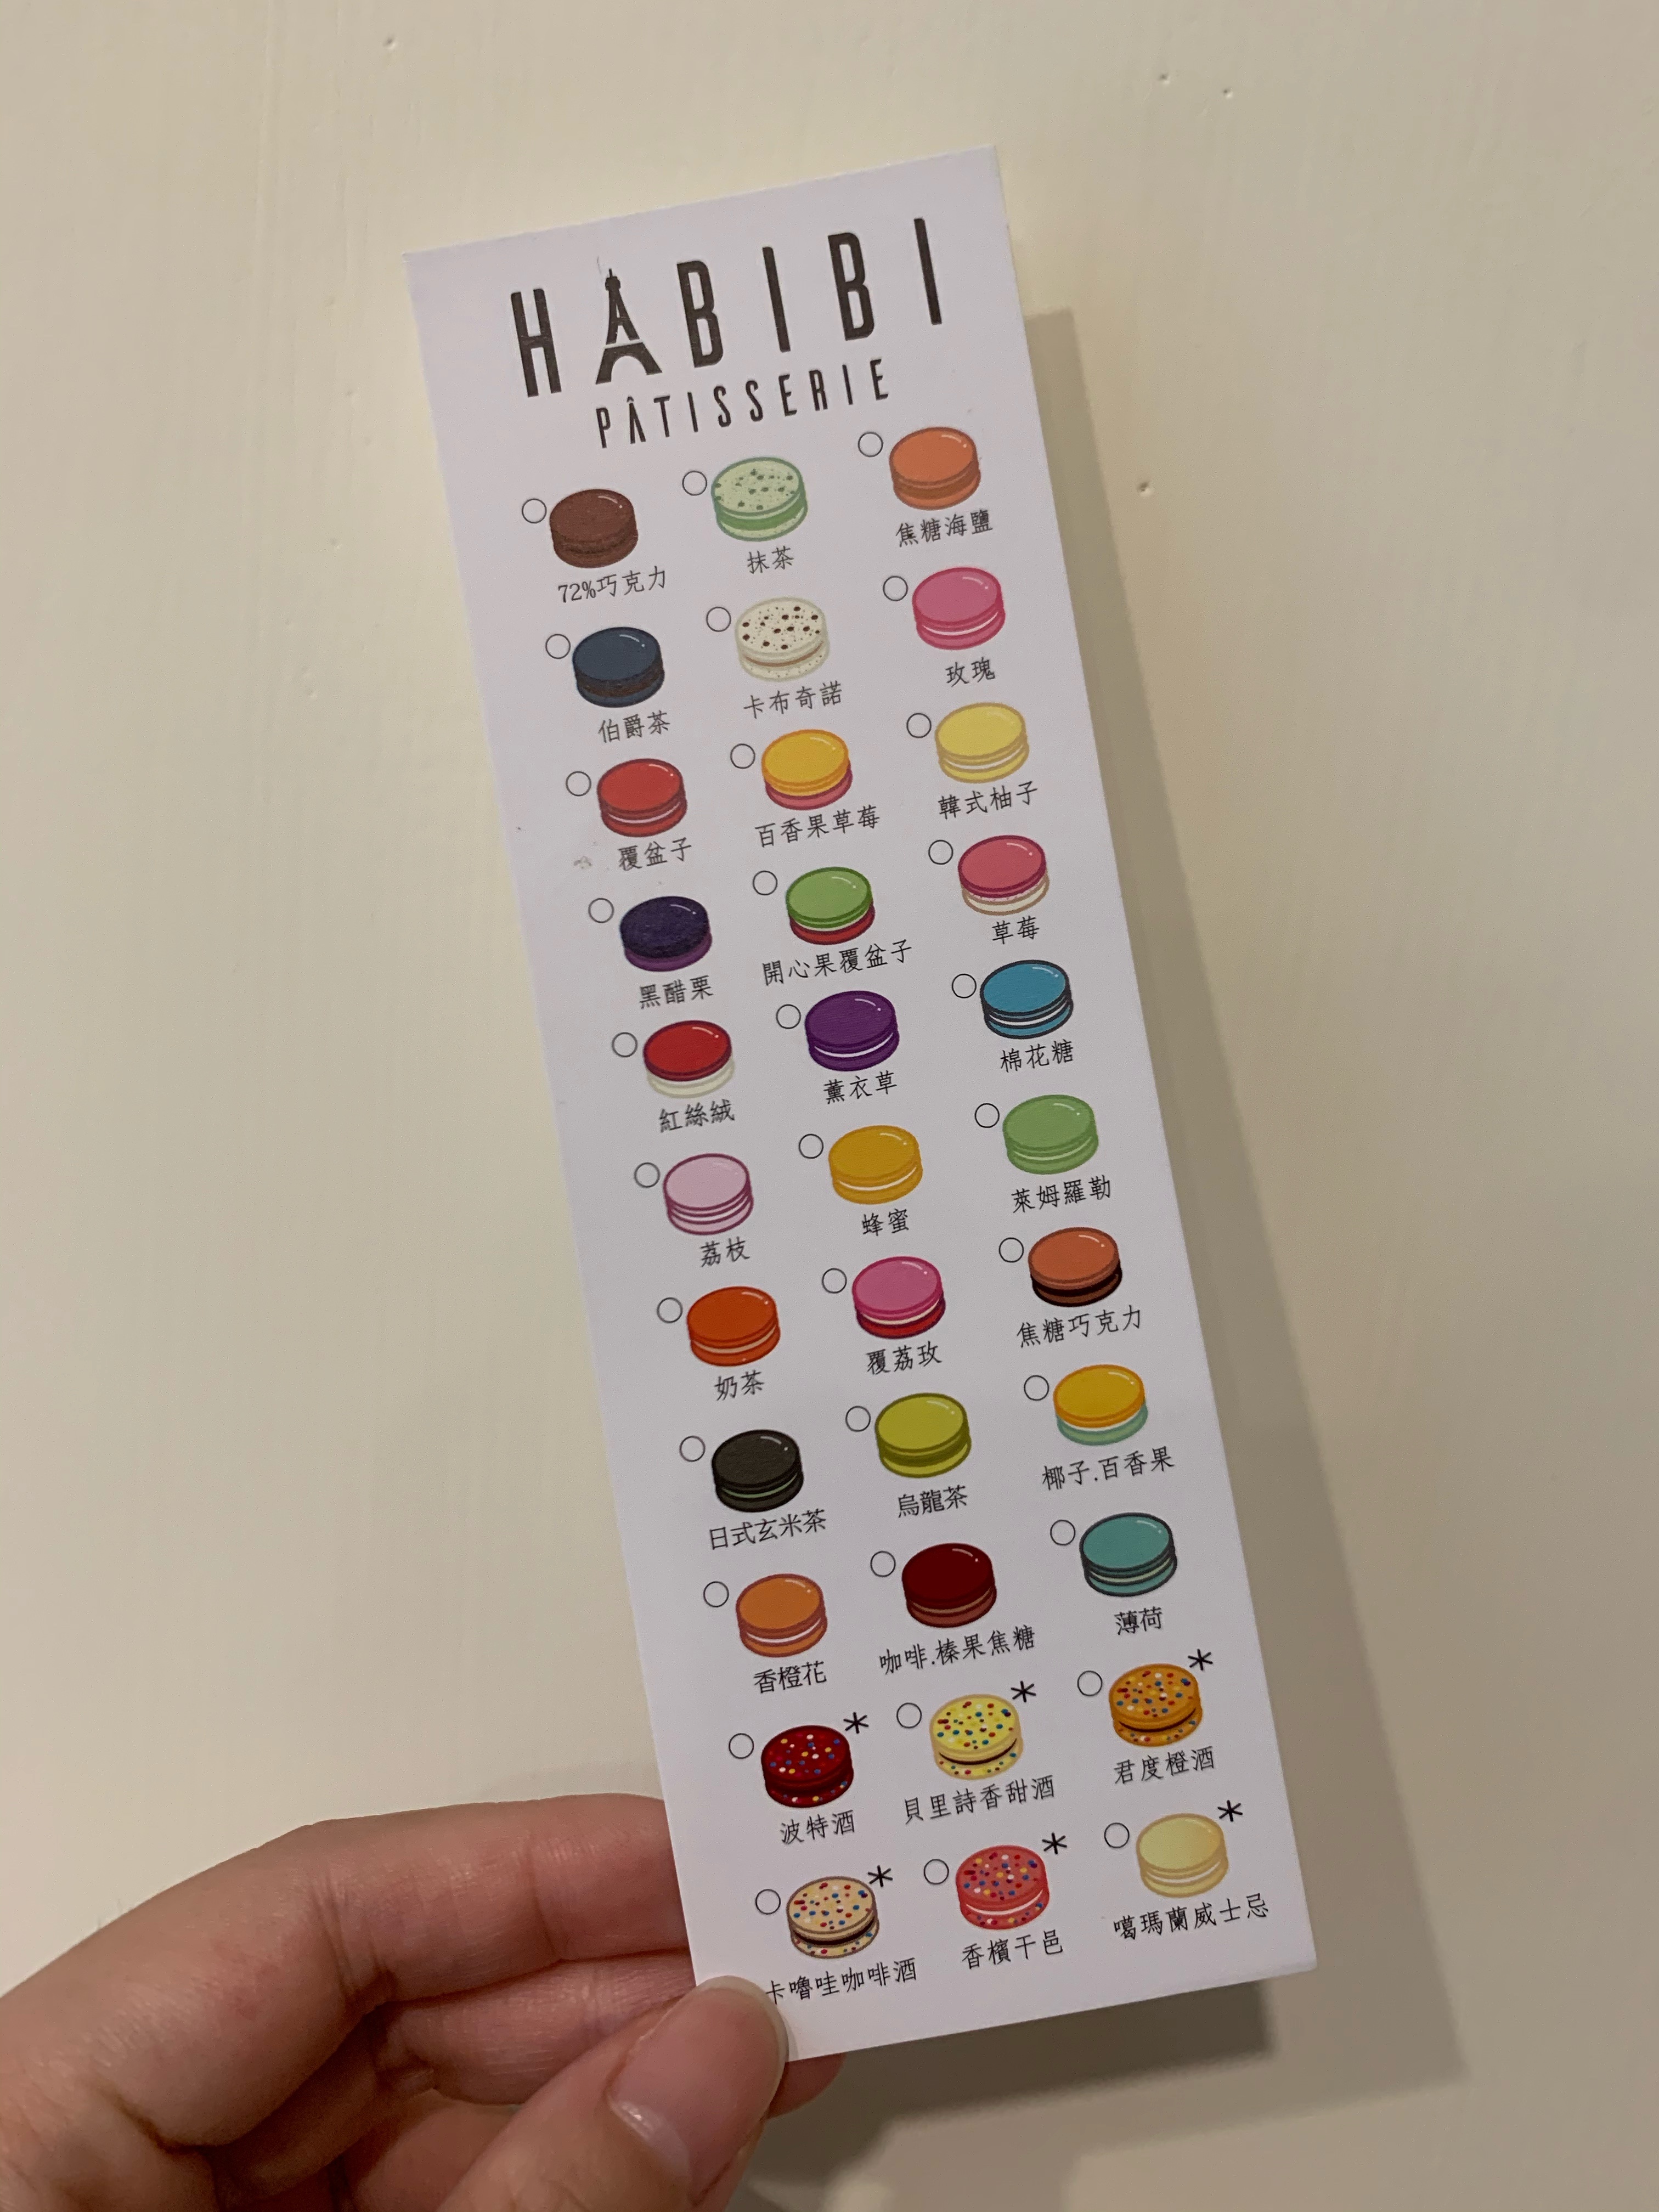 HABIBI
PÂTISSERIE
72%巧克力
抹茶
焦糖海鹽
伯爵茶
卡布奇諾
玫瑰
覆盆子
百香果草莓
韓式柚子
黑醋栗
開心果覆盆子
草莓
紅絲絨
薰衣草
棉花糖
荔枝
蜂蜜
萊姆羅勒
奶茶
覆荔玫
焦糖巧克力
日式玄米茶
烏龍茶
椰子.百香果
香橙花
咖啡.榛果焦糖
薄荷
*
波特酒
*
貝里詩香甜酒
*
君度橙酒
*
卡嚕哇咖啡酒
*
香檳干邑
*
噶瑪蘭威士忌